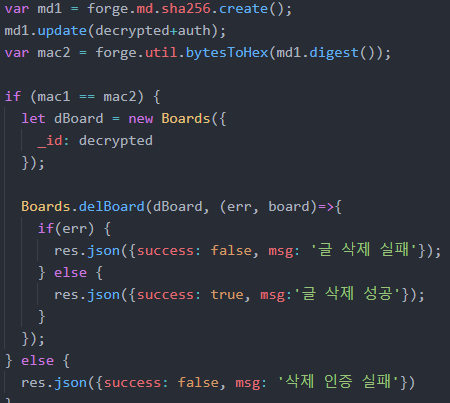 var md1 = forge.md.sha256.create();
md1.update(decrypted+auth);
var mac2 = forge.util.bytesToHex(md1.digest());
if (mac1 == mac2) {
let dBoard = new Boards({
_id: decrypted
});
Boards.delBoard(dBoard, (err, board)=>{
if(err) {
res.json({success: false, msg: '글 삭제 실패'});
} else {
res.json({success: true, msg:'글 삭제 성공'});
}
});
} else {
res.json({success: false, msg: '삭제 인증 실패'})
}